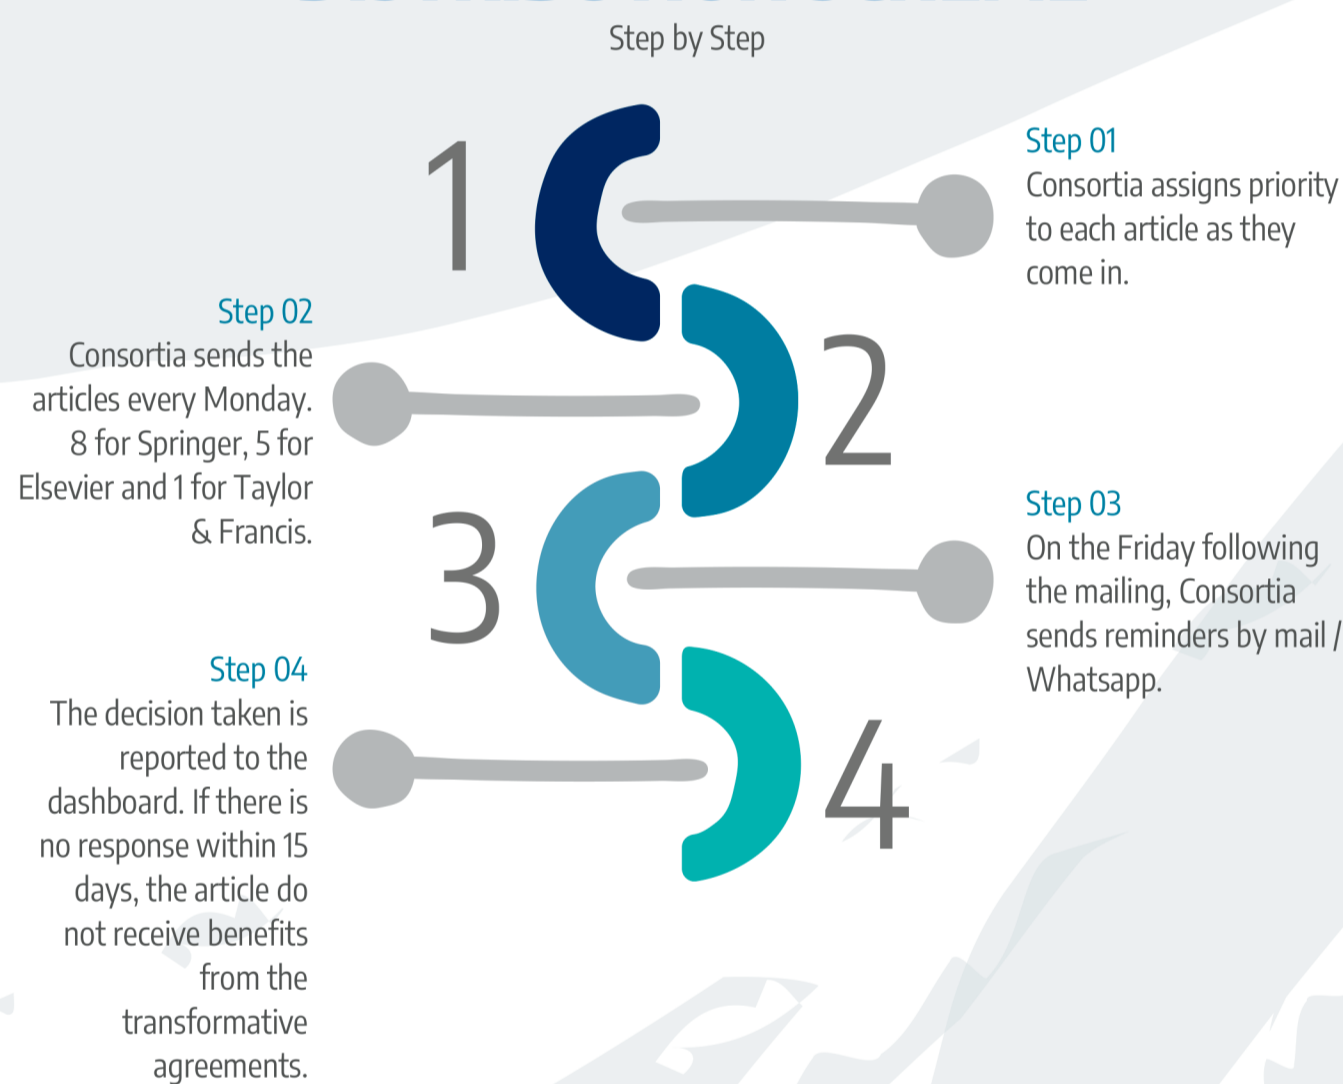 Step by Step
1
Step 01
Consortia assigns priority
to each article as they
come in.
Step 02
Consortia sends the
articles every Monday.
8 for Springer, 5 for
Elsevier and 1 for Taylor
& Francis.
2
3
Step 03
On the Friday following
the mailing, Consortia
sends reminders by mail /
Whatsapp.
Step 04
The decision taken is
reported to the
dashboard. If there is
no response within 15
days, the article do
not receive benefits
from the
transformative
agreements.
4